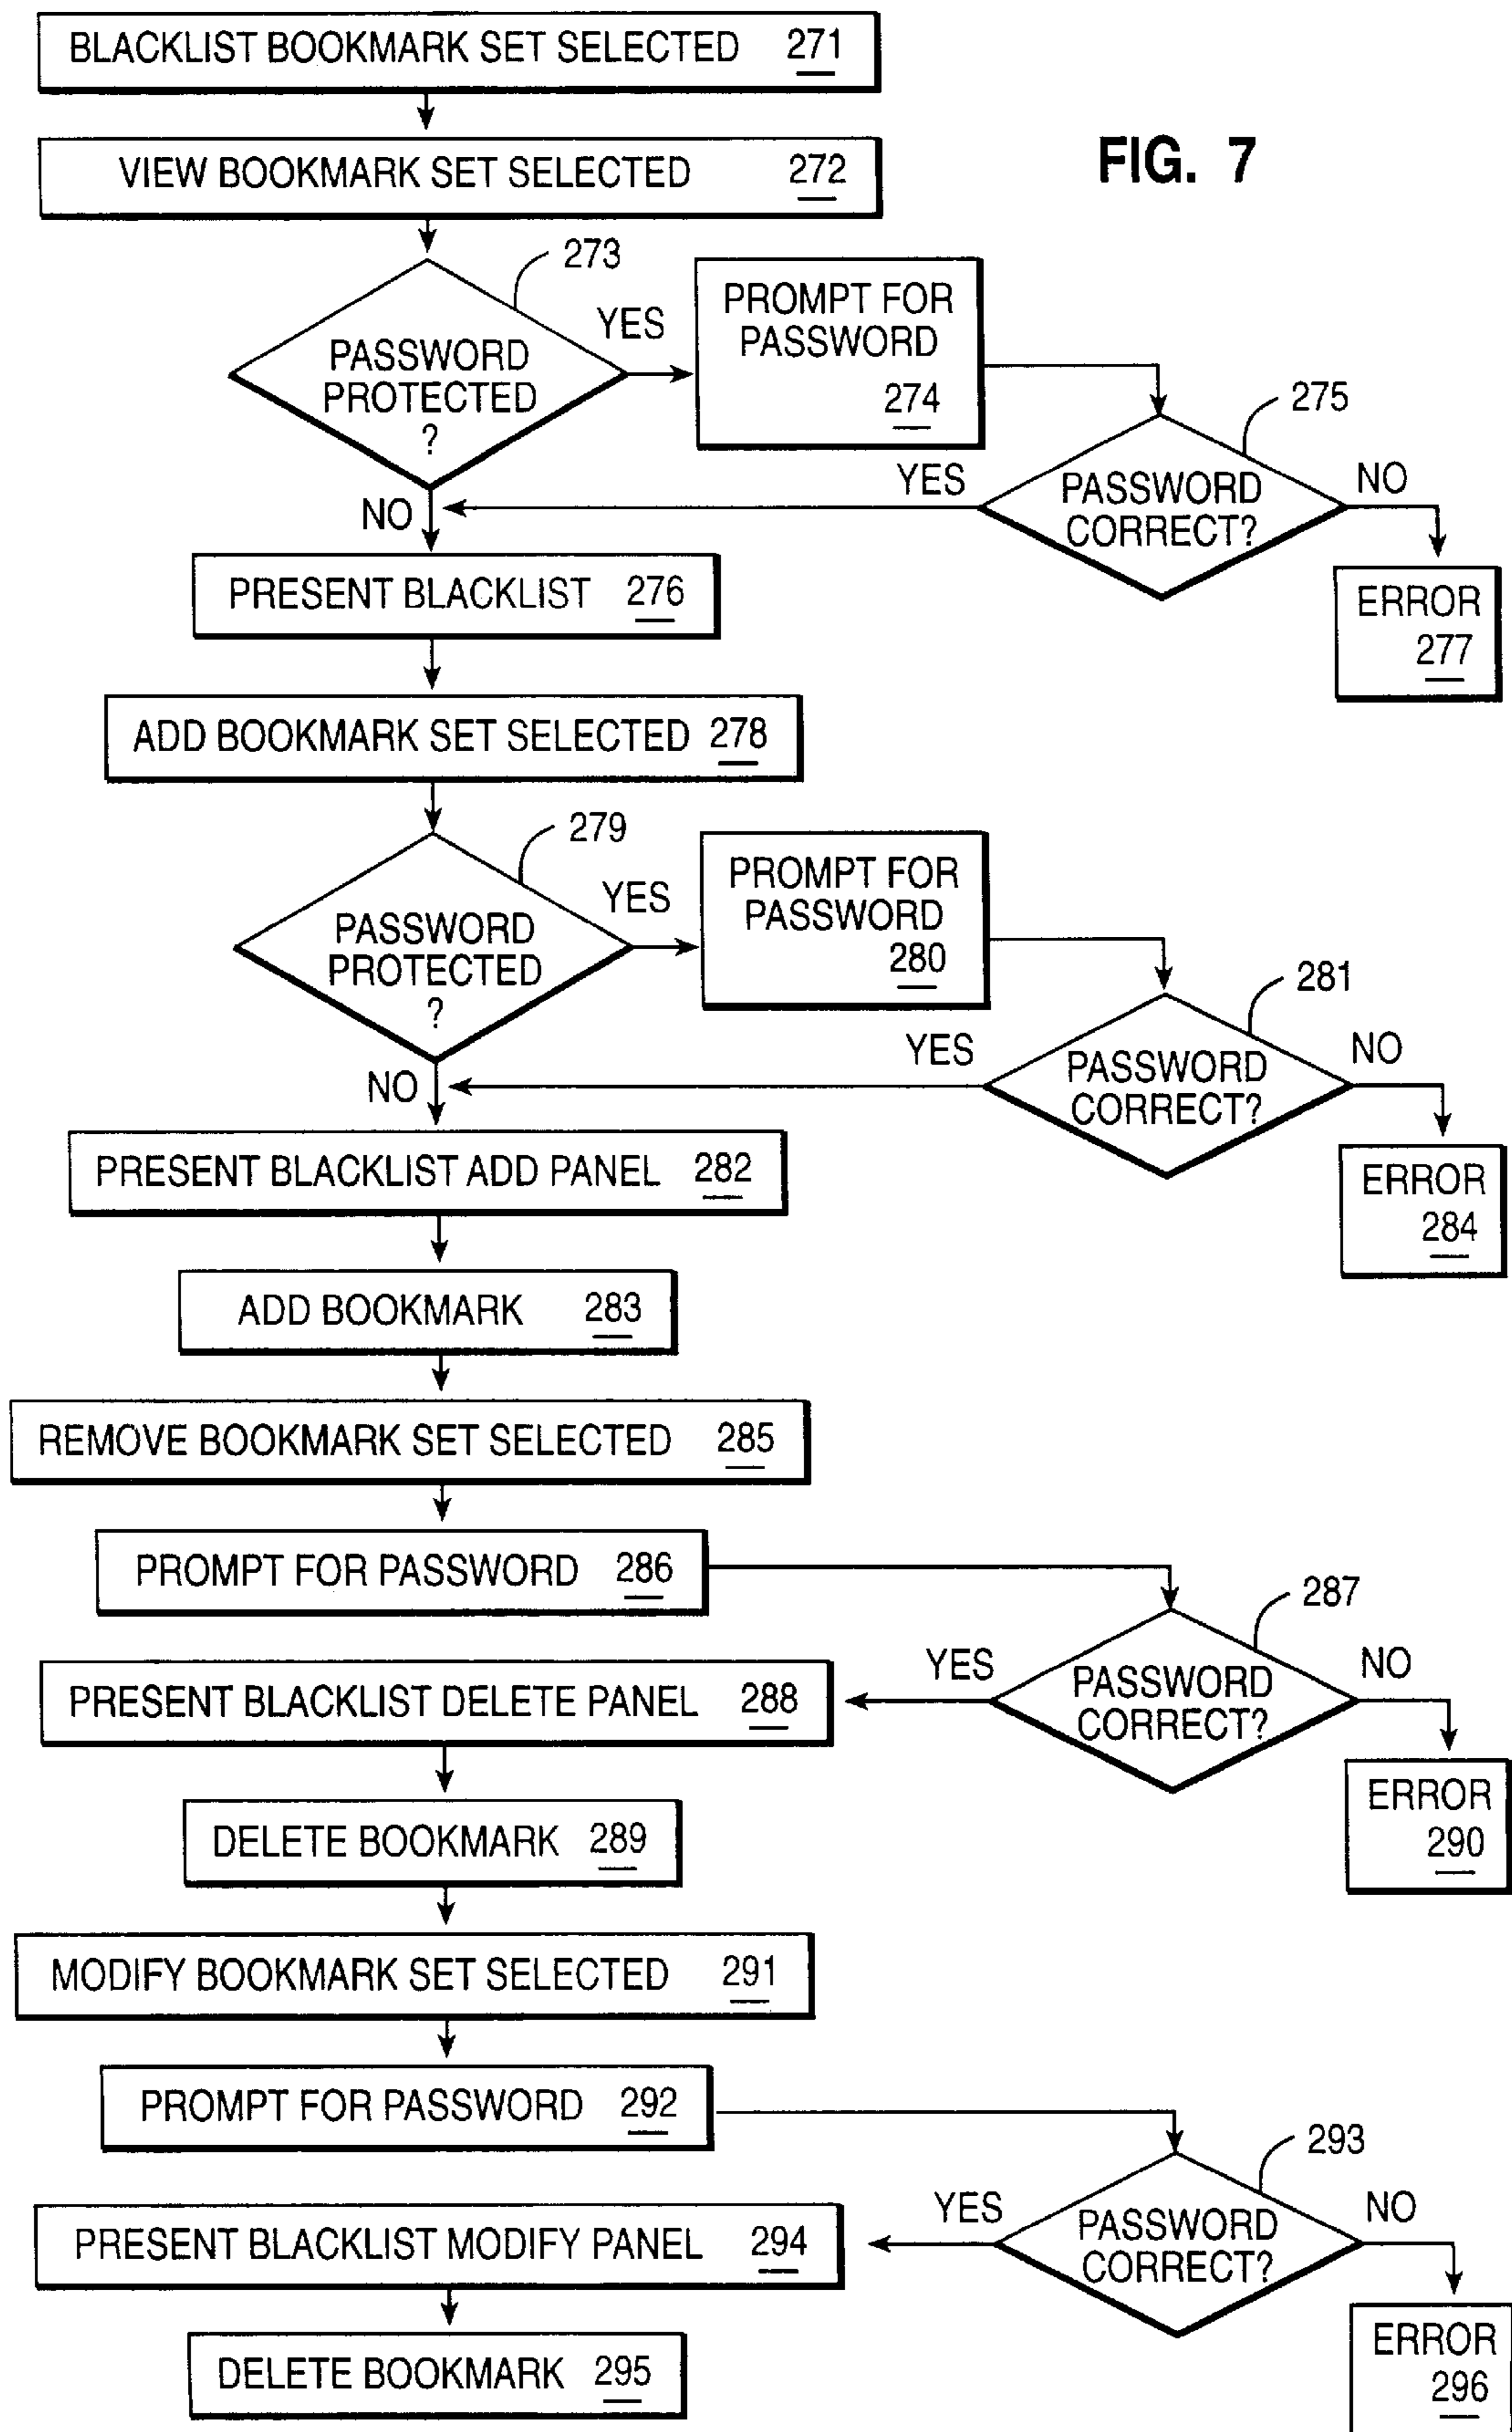 BLACKLIST BOOKMARK SET SELECTED 271
FIG. 7
VIEW BOOKMARK SET SELECTED 272
273
PASSWORD
PROTECTED
?
YES
PROMPT FOR
PASSWORD
274
275
PASSWORD
CORRECT?
YES
NO
NO
ERROR
277
PRESENT BLACKLIST 276
ADD BOOKMARK SET SELECTED 278
279
PASSWORD
PROTECTED
?
YES
PROMPT FOR
PASSWORD
280
281
PASSWORD
CORRECT?
YES
NO
NO
ERROR
284
PRESENT BLACKLIST ADD PANEL 282
ADD BOOKMARK 283
REMOVE BOOKMARK SET SELECTED 285
PROMPT FOR PASSWORD 286
287
PASSWORD
CORRECT?
YES
NO
PRESENT BLACKLIST DELETE PANEL 288
ERROR
290
DELETE BOOKMARK 289
MODIFY BOOKMARK SET SELECTED 291
PROMPT FOR PASSWORD 292
293
PASSWORD
CORRECT?
YES
NO
PRESENT BLACKLIST MODIFY PANEL 294
ERROR
296
DELETE BOOKMARK 295